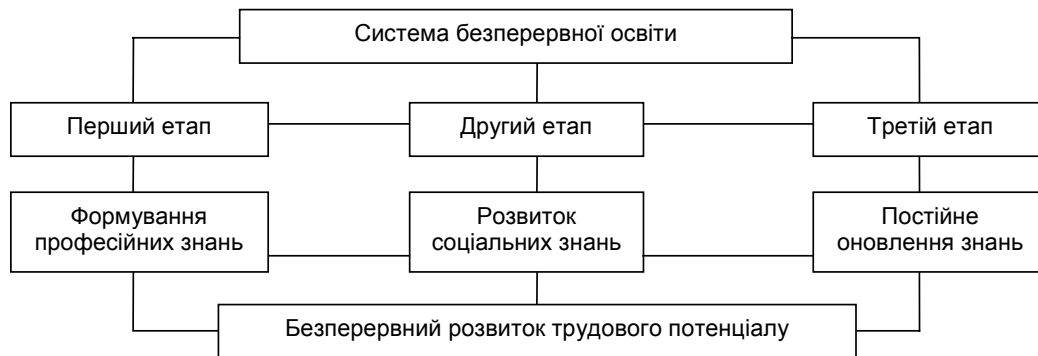 Система безперервної освіти
Перший етап
Другий етап
Третій етап
Формування
професійних знань
Розвиток
соціальних знань
Постійне
оновлення знань
Безперервний розвиток трудового потенціалу